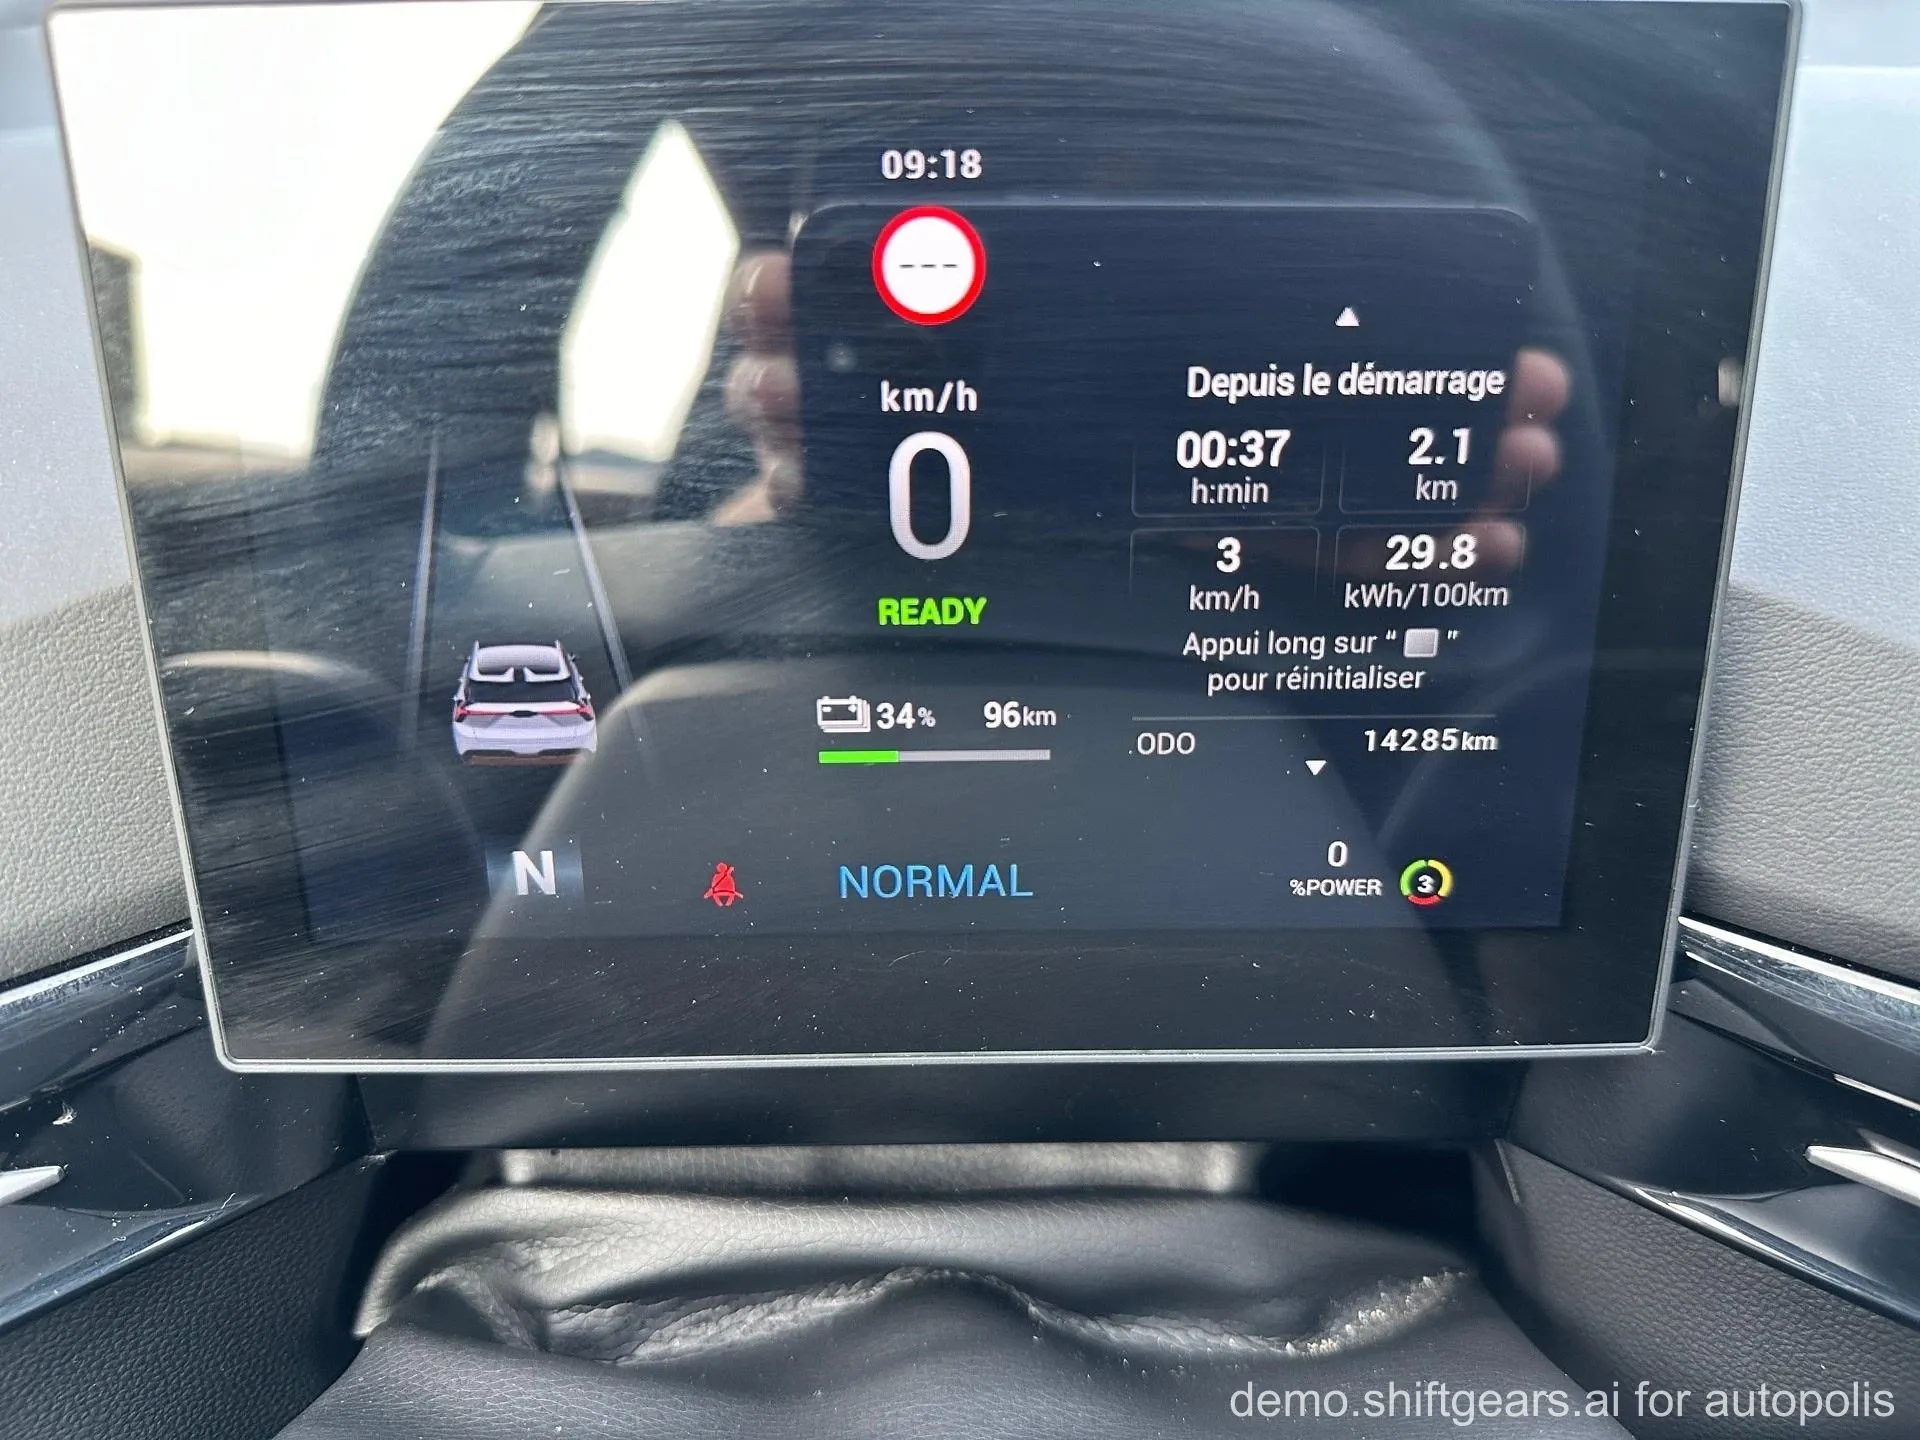 09:18
---
km/h
0
READY
34% 96km
N
NORMAL
Depuis le démarrage
00:37 2.1
h:min km
3 29.8
km/h kWh/100km
Appui long sur " "
pour réinitialiser
ODO 14285km
0
%POWER 3
demo.shiftgears.ai for autopolis